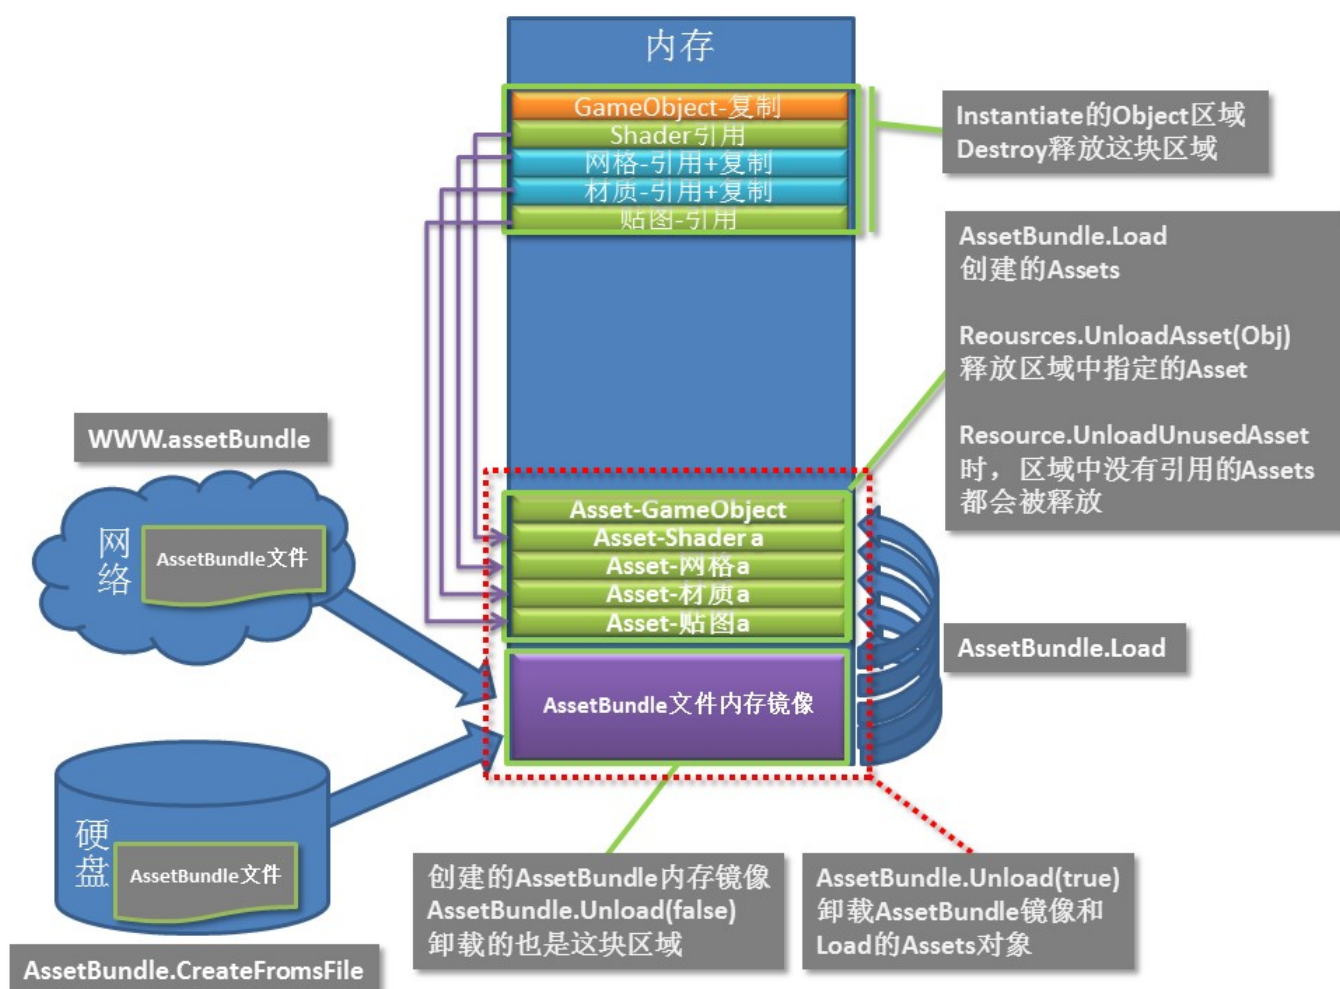 内存
GameObject-复制
Shader引用
网格-引用+复制
材质-引用+复制
贴图-引用
Instantiate的Object区域
Destroy释放这块区域
AssetBundle.Load
创建的Assets
Reousrces.UnloadAsset(Obj)
释放区域中指定的Asset
Resource.UnloadUnusedAsset
时，区域中没有引用的Assets
都会被释放
WWW.assetBundle
网
络
AssetBundle文件
Asset-GameObject
Asset-Shader a
Asset-网格a
Asset-材质a
Asset-贴图a
AssetBundle.Load
AssetBundle文件内存镜像
硬
盘
AssetBundle文件
AssetBundle.CreateFromsFile
创建的AssetBundle内存镜像
AssetBundle.Unload(false)
卸载的也是这块区域
AssetBundle.Unload(true)
卸载AssetBundle镜像和
Load的Assets对象